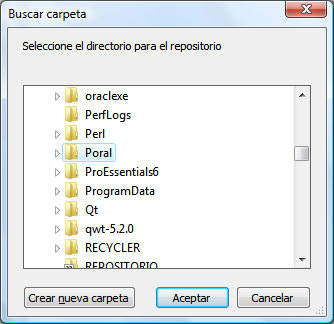 Buscar carpeta
Seleccione el directorio para el repositorio
oraclexe
PerfLogs
Perl
Poral
ProEssentials6
ProgramData
Qt
qwt-5.2.0
RECYCLER
REPOSITORIO
Crear nueva carpeta
Aceptar
Cancelar